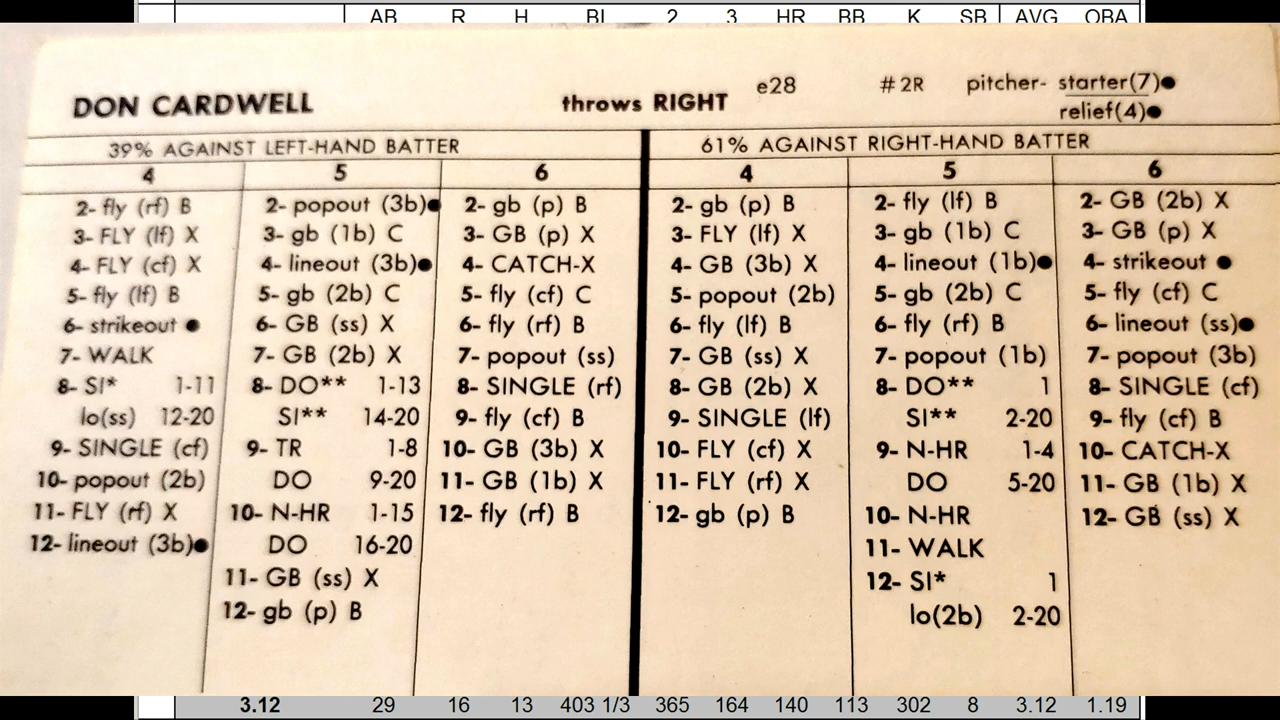 AB R H BI 2 3 HR BB K SB AVG OBA
DON CARDWELL throws RIGHT e28 #2R pitcher- starter(7)●
relief(4)●
39% AGAINST LEFT-HAND BATTER
4 5 6
2- fly (rf) B 2- popout (3b)● 2- gb (p) B
3- FLY (lf) X 3- gb (1b) C 3- GB (p) X
4- FLY (cf) X 4- lineout (3b)● 4- CATCH-X
5- fly (lf) B 5- gb (2b) C 5- fly (cf) C
6- strikeout ● 6- GB (ss) X 6- fly (rf) B
7- WALK 7- GB (2b) X 7- popout (ss)
8- SI* 1-11 8- DO** 1-13 8- SINGLE (rf)
lo(ss) 12-20 SI** 14-20 9- fly (cf) B
9- SINGLE (cf) 9- TR 1-8 10- GB (3b) X
10- popout (2b) DO 9-20 11- GB (1b) X
11- FLY (rf) X 10- N-HR 1-15 12- fly (rf) B
12- lineout (3b)● DO 16-20
11- GB (ss) X
12- gb (p) B
61% AGAINST RIGHT-HAND BATTER
4 5 6
2- gb (p) B 2- fly (lf) B 2- GB (2b) X
3- FLY (lf) X 3- gb (1b) C 3- GB (p) X
4- GB (3b) X 4- lineout (1b)● 4- strikeout ●
5- popout (2b) 5- gb (2b) C 5- fly (cf) C
6- fly (lf) B 6- fly (rf) B 6- lineout (ss)●
7- GB (ss) X 7- popout (1b) 7- popout (3b)
8- GB (2b) X 8- DO** 1 8- SINGLE (cf)
9- SINGLE (lf) SI** 2-20 9- fly (cf) B
10- FLY (cf) X 9- N-HR 1-4 10- CATCH-X
11- FLY (rf) X DO 5-20 11- GB (1b) X
12- gb (p) B 10- N-HR 12- GB (ss) X
11- WALK
12- SI* 1
lo(2b) 2-20
3.12 29 16 13 403 1/3 365 164 140 113 302 8 3.12 1.19